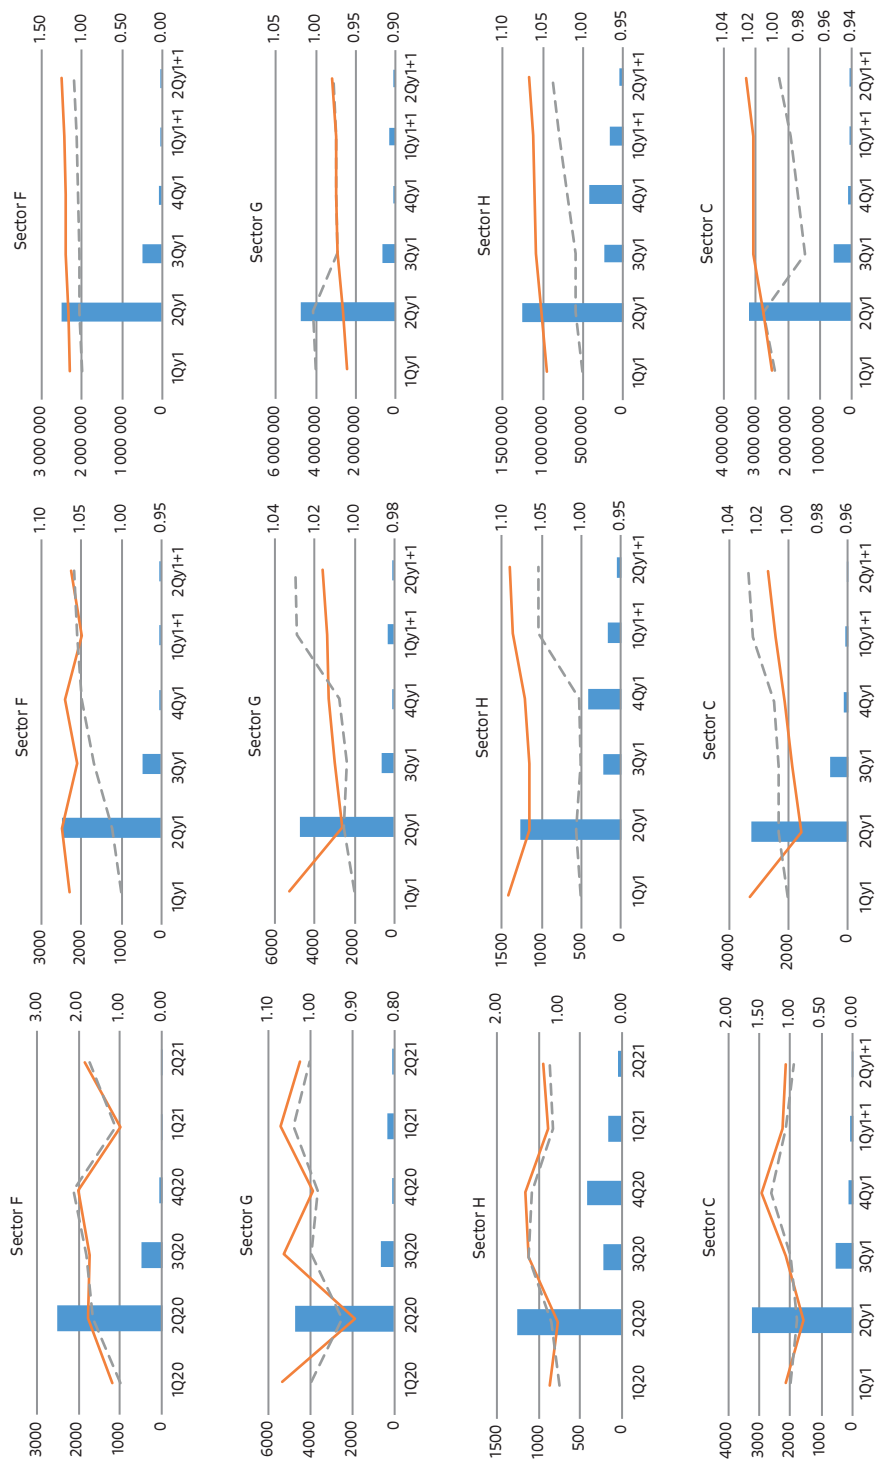 Sector F
3000
2000
1000
0
3.00
2.00
1.00
0.00
1Q20 2Q20 3Q20 4Q20 1Q21 2Q21
Sector F
3000
2000
1000
0
1.10
1.05
1.00
0.95
1Qy1 2Qy1 3Qy1 4Qy1 1Qy1+1 2Qy1+1
Sector F
3 000 000
2 000 000
1 000 000
0
1.50
1.00
0.50
0.00
1Qy1 2Qy1 3Qy1 4Qy1 1Qy1+1 2Qy1+1
Sector G
6000
4000
2000
0
1.10
1.00
0.90
0.80
1Q20 2Q20 3Q20 4Q20 1Q21 2Q21
Sector G
6000
4000
2000
0
1.04
1.02
1.00
0.98
1Qy1 2Qy1 3Qy1 4Qy1 1Qy1+1 2Qy1+1
Sector G
6 000 000
4 000 000
2 000 000
0
1.05
1.00
0.95
0.90
1Qy1 2Qy1 3Qy1 4Qy1 1Qy1+1 2Qy1+1
Sector H
1500
1000
500
0
2.00
1.00
0.00
1Q20 2Q20 3Q20 4Q20 1Q21 2Q21
Sector H
1500
1000
500
0
1.10
1.05
1.00
0.95
1Qy1 2Qy1 3Qy1 4Qy1 1Qy1+1 2Qy1+1
Sector H
1 500 000
1 000 000
500 000
0
1.10
1.05
1.00
0.95
1Qy1 2Qy1 3Qy1 4Qy1 1Qy1+1 2Qy1+1
Sector C
4000
3000
2000
1000
0
2.00
1.50
1.00
0.50
0.00
1Qy1 2Qy1 3Qy1 4Qy1 1Qy1+1 2Qy1+1
Sector C
4000
2000
0
1.04
1.02
1.00
0.98
0.96
1Qy1 2Qy1 3Qy1 4Qy1 1Qy1+1 2Qy1+1
Sector C
4 000 000
3 000 000
2 000 000
1 000 000
0
1.04
1.02
1.00
0.98
0.96
0.94
1Qy1 2Qy1 3Qy1 4Qy1 1Qy1+1 2Qy1+1